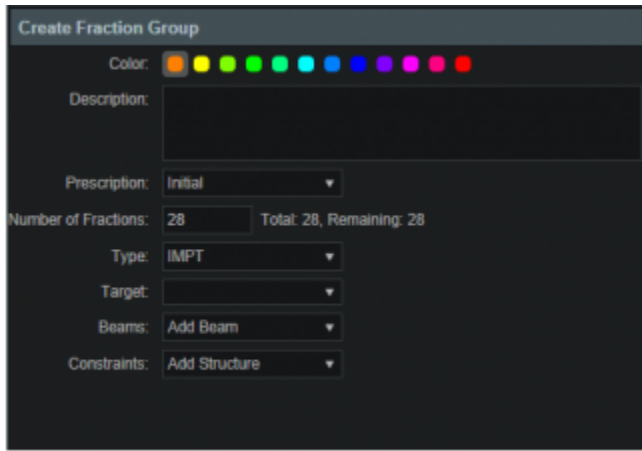 Create Fraction Group
Color:
Description:
Prescription: Initial
Number of Fractions: 28 Total: 28, Remaining: 28
Type: IMPT
Target:
Beams: Add Beam
Constraints: Add Structure